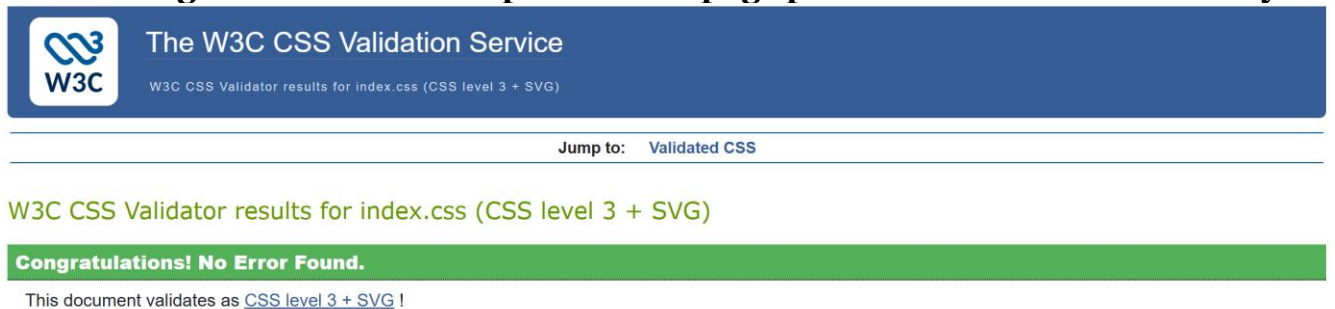 The W3C CSS Validation Service
W3C
W3C CSS Validator results for index.css (CSS level 3 + SVG)
Jump to: Validated CSS
W3C CSS Validator results for index.css (CSS level 3 + SVG)
Congratulations! No Error Found.
This document validates as CSS level 3 + SVG !